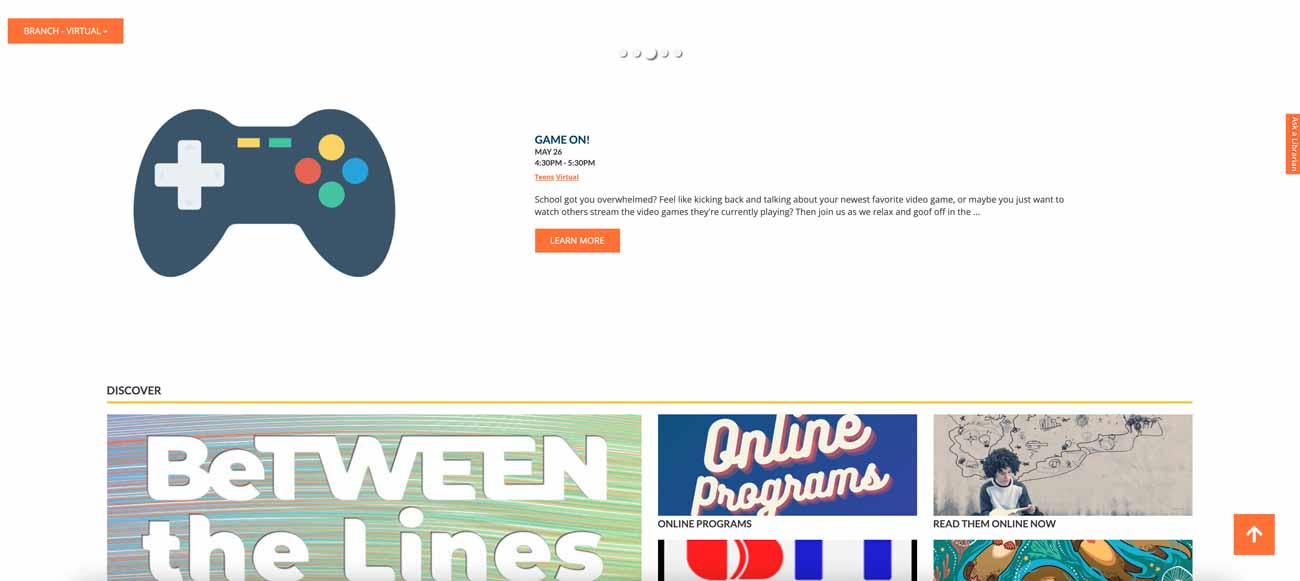 BRANCH - VIRTUAL
GAME ON!
MAY 26
4:30PM - 5:30PM
Teens Virtual
School got you overwhelmed? Feel like kicking back and talking about your newest favorite video game, or maybe you just want to
watch others stream the video games they're currently playing? Then join us as we relax and goof off in the ...
LEARN MORE
Ask a Librarian
DISCOVER
BeTWEEN
the Lines
Online
Programs
ONLINE PROGRAMS
READ THEM ONLINE NOW